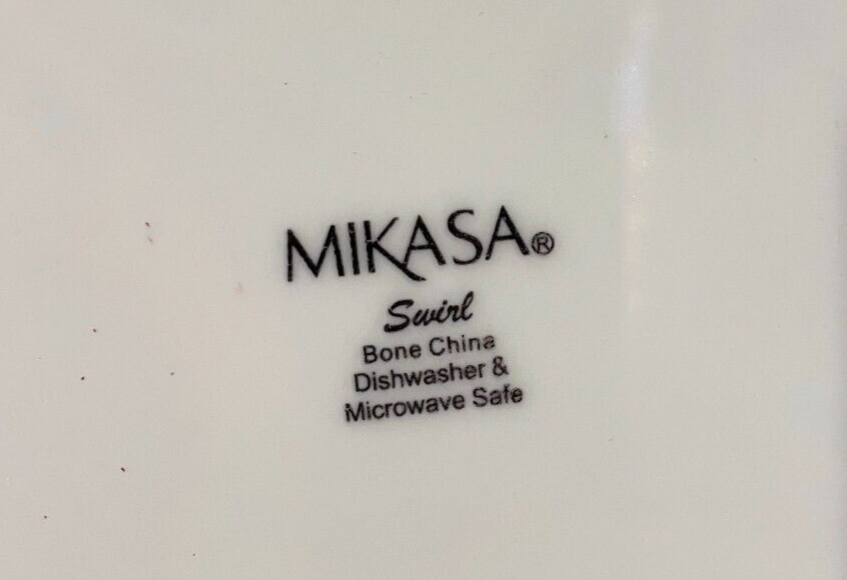 MIKASA®
Swirl
Bone China
Dishwasher &
Microwave Safe